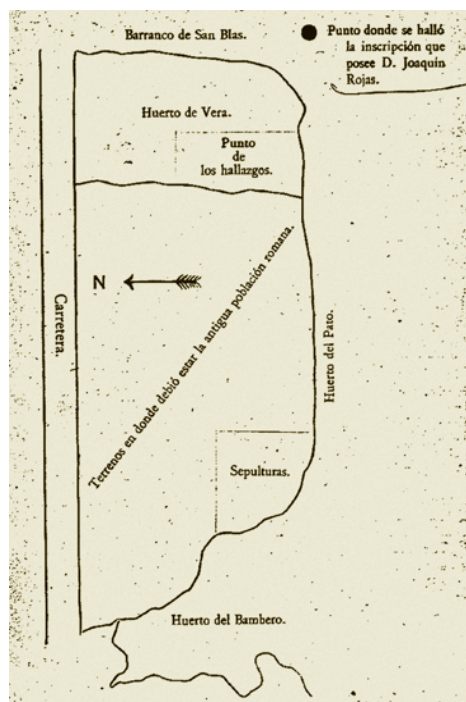 Barranco de San Blas.
Punto donde se halló
la inscripción que
posee D. Joaquín
Rojas.
Huerto de Vera.
Punto
de
los hallazgos.
N
Carretera.
Terrenos en donde debió estar la antigua población romana.
Huerto del Pato.
Sepulturas.
Huerto del Bambero.